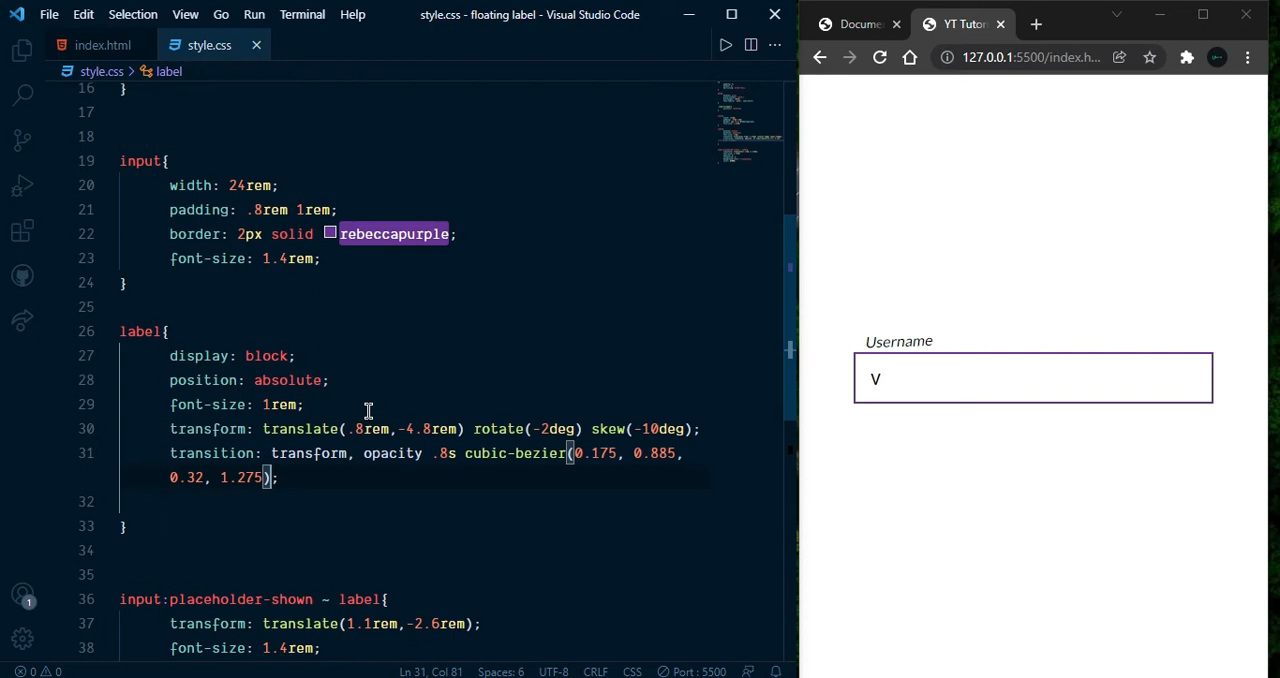 File Edit Selection View Go Run Terminal Help style.css - floating label - Visual Studio Code
index.html style.css
style.css > label
16 }
17
18
19 input{
20 width: 24rem;
21 padding: .8rem 1rem;
22 border: 2px solid rebeccapurple;
23 font-size: 1.4rem;
24 }
25
26 label{
27 display: block;
28 position: absolute;
29 font-size: 1rem;
30 transform: translate(.8rem,-4.8rem) rotate(-2deg) skew(-10deg);
31 transition: transform, opacity .8s cubic-bezier(0.175, 0.885,
0.32, 1.275);
32
33 }
34
35
36 input:placeholder-shown ~ label{
37 transform: translate(1.1rem,-2.6rem);
38 font-size: 1.4rem;
1
0 0 Ln 31, Col 81 Spaces: 6 UTF-8 CRLF CSS Port : 5500
Docume YT Tutor
127.0.0.1:5500/index.h...
Username
V